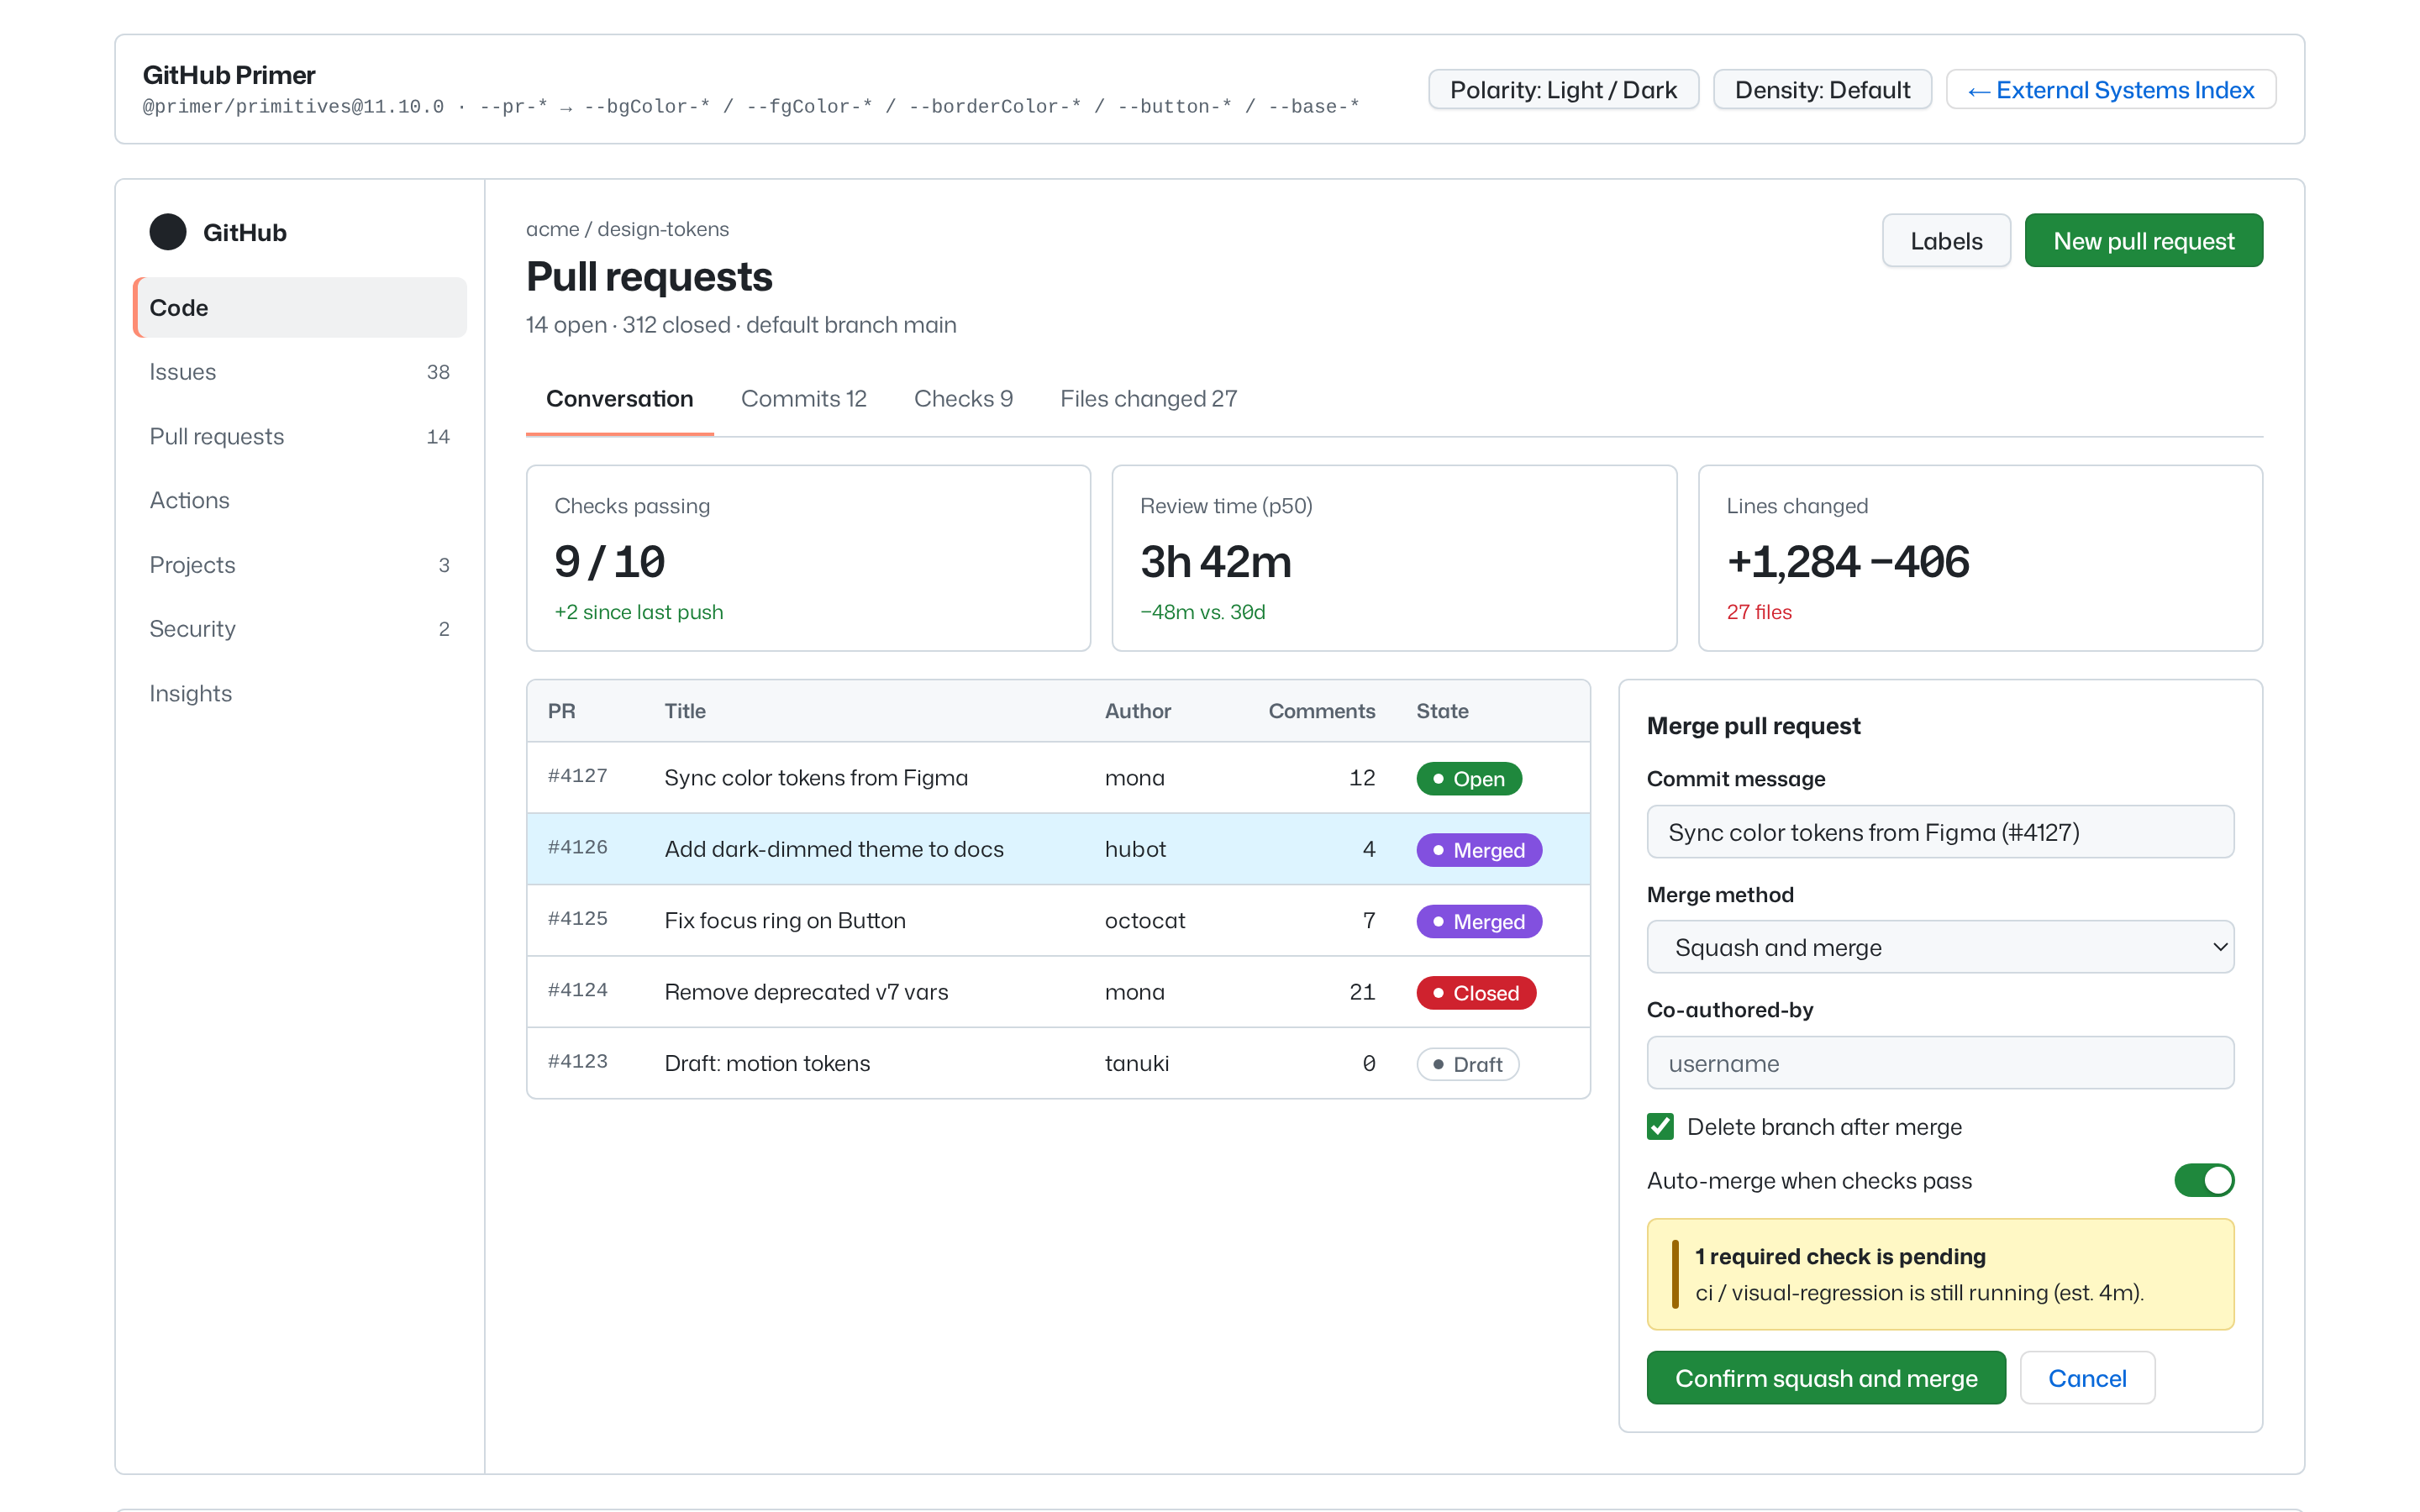 GitHub Primer
@primer/primitives@11.10.0 · --pr-* → --bgColor-* / --fgColor-* / --borderColor-* / --button-* / --base-*
Polarity: Light / Dark
Density: Default
← External Systems Index
GitHub
Code
Issues 38
Pull requests 14
Actions
Projects 3
Security 2
Insights
acme / design-tokens
Pull requests
14 open · 312 closed · default branch main
Labels
New pull request
Conversation
Commits 12
Checks 9
Files changed 27
Checks passing
9 / 10
+2 since last push
Review time (p50)
3h 42m
−48m vs. 30d
Lines changed
+1,284 −406
27 files
PR Title Author Comments State
#4127 Sync color tokens from Figma mona 12 Open
#4126 Add dark-dimmed theme to docs hubot 4 Merged
#4125 Fix focus ring on Button octocat 7 Merged
#4124 Remove deprecated v7 vars mona 21 Closed
#4123 Draft: motion tokens tanuki 0 Draft
Merge pull request
Commit message
Sync color tokens from Figma (#4127)
Merge method
Squash and merge
Co-authored-by
username
Delete branch after merge
Auto-merge when checks pass
1 required check is pending
ci / visual-regression is still running (est. 4m).
Confirm squash and merge
Cancel